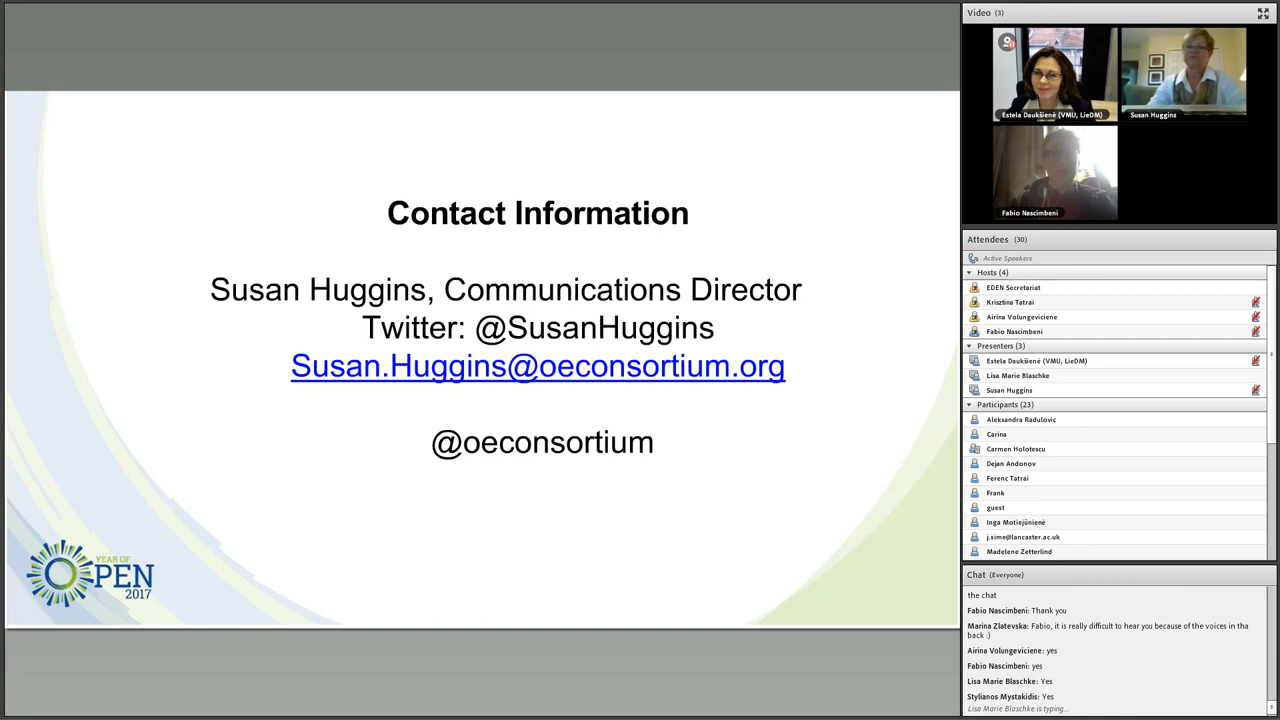 Contact Information
Susan Huggins, Communications Director
Twitter: @SusanHuggins
Susan.Huggins@oeconsortium.org
@oeconsortium
YEAR OF
OPEN
2017
Video (3)
Estela Daukšienė (VMU, LieDM)
Susan Huggins
Fabio Nascimbeni
Attendees (30)
Active Speakers
Hosts (4)
EDEN Secretariat
Krisztina Tatrai
Airina Volungeviciene
Fabio Nascimbeni
Presenters (3)
Estela Daukšienė (VMU, LieDM)
Lisa Marie Blaschke
Susan Huggins
Participants (23)
Aleksandra Radulovic
Carina
Carmen Holotescu
Dejan Andonov
Ferenc Tatrai
Frank
guest
Inga Motiejūnienė
j.sime@lancaster.ac.uk
Madelene Zetterlind
Chat (Everyone)
the chat
Fabio Nascimbeni: Thank you
Marina Zlatevska: Fabio, it is really difficult to hear you because of the voices in tha
back :)
Airina Volungeviciene: yes
Fabio Nascimbeni: yes
Lisa Marie Blaschke: Yes
Stylianos Mystakidis: Yes
Lisa Marie Blaschke is typing...